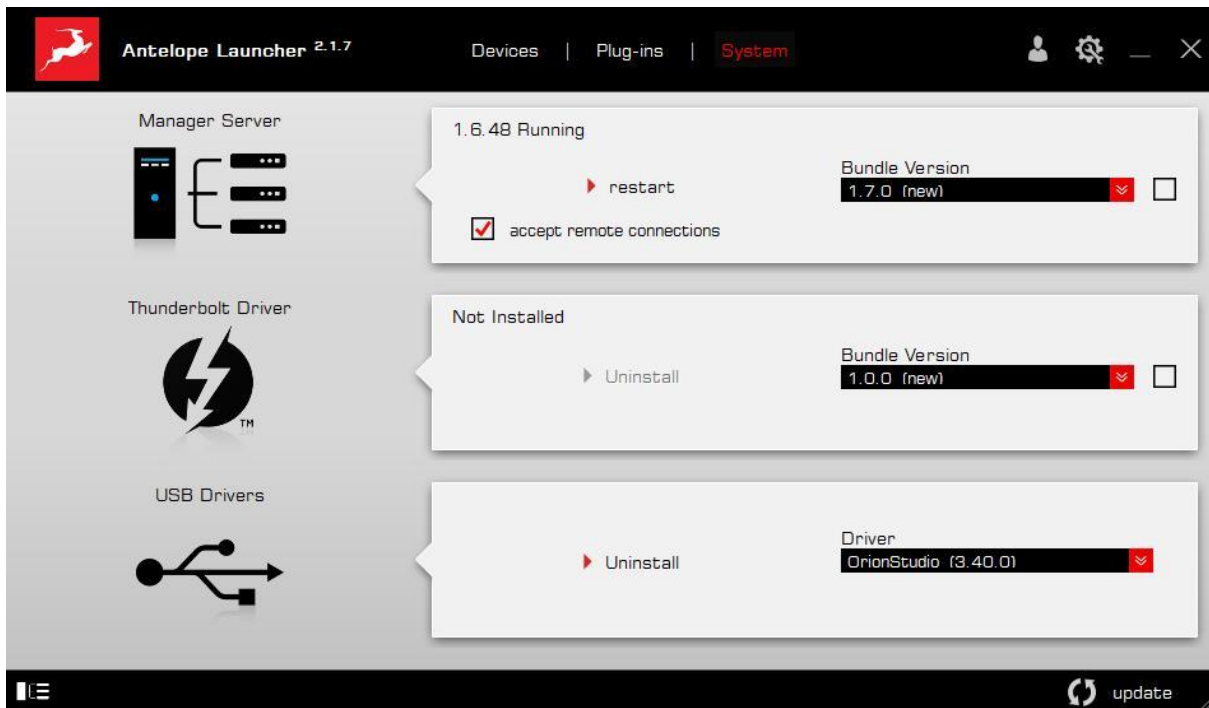 Antelope Launcher 2.1.7
Devices | Plug-ins | System
Manager Server
1.6.48 Running
restart
accept remote connections
Bundle Version
1.7.0 (new)
Thunderbolt Driver
TM
Not Installed
Uninstall
Bundle Version
1.0.0 (new)
USB Drivers
Uninstall
Driver
OrionStudio (3.40.0)
update